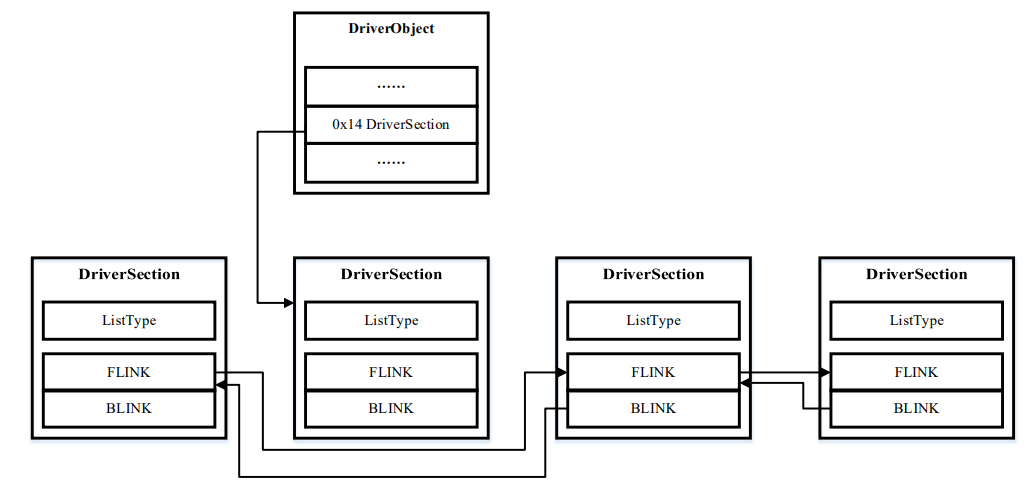 DriverObject
......
0x14 DriverSection
......
DriverSection
ListType
FLINK
BLINK
DriverSection
ListType
FLINK
BLINK
DriverSection
ListType
FLINK
BLINK
DriverSection
ListType
FLINK
BLINK